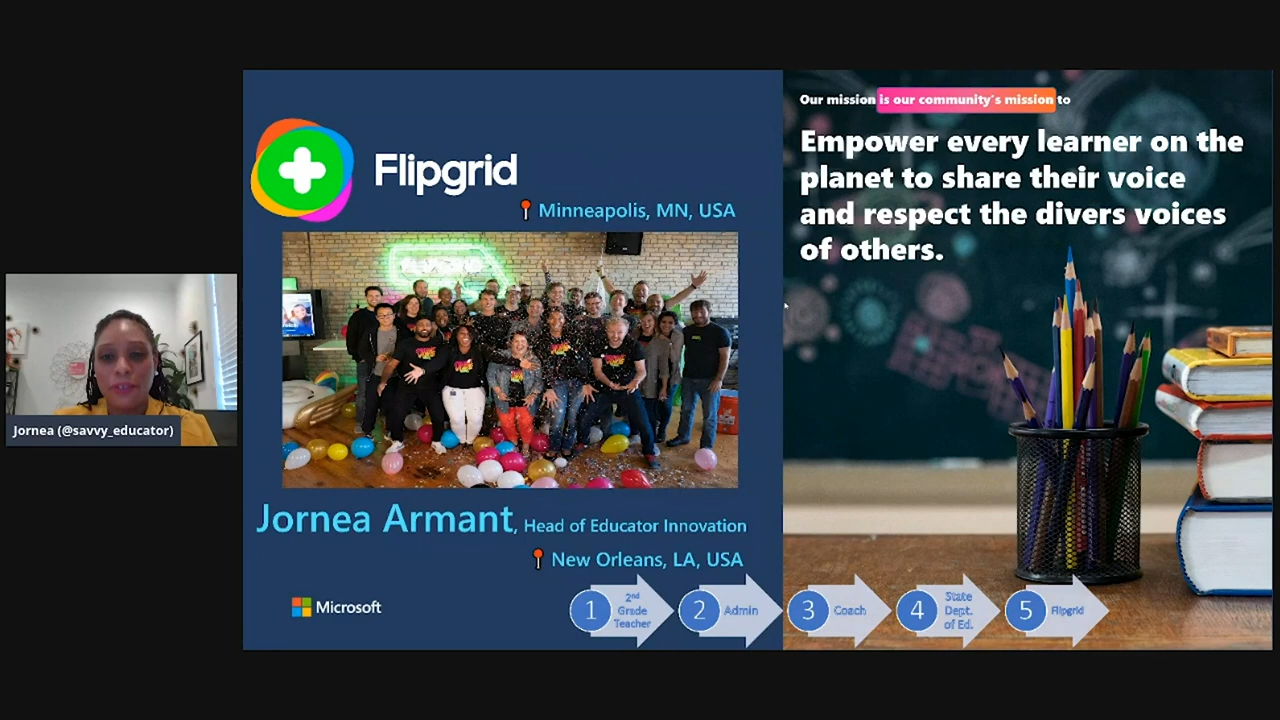 Jornea (@savvy_educator)
Flipgrid
Minneapolis, MN, USA
Jornea Armant, Head of Educator Innovation
New Orleans, LA, USA
Microsoft
1 2nd Grade Teacher
2 Admin
3 Coach
4 State Dept. of Ed.
5 Flipgrid
Our mission is our community's mission to
Empower every learner on the
planet to share their voice
and respect the divers voices
of others.